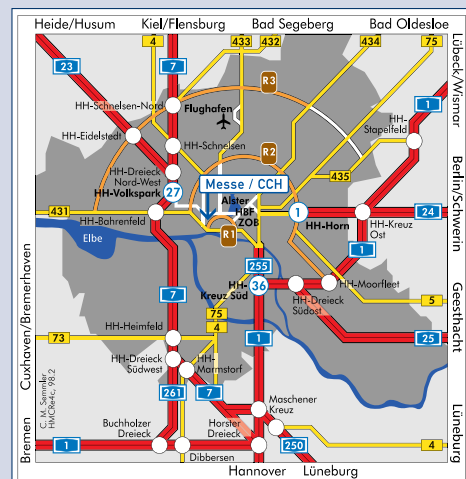 Heide/Husum
Kiel/Flensburg
Bad Segeberg
Bad Oldesloe
4
433
432
434
75
23
7
R3
Lübeck/Wismar
1
HH-Schnelsen-Nord
Flughafen
HH-
Stapelfeld
HH-Eidelstedt
HH-Schnelsen
R2
HH-Dreieck
Nord-West
HH-Volkspark
27
Messe / CCH
435
Berlin/Schwerin
Alster
HBF
ZOB
431
HH-Bahrenfeld
1
HH-Horn
24
R1
HH-Kreuz
Ost
Elbe
1
255
HH-
Kreuz Süd
36
HH-Moorfleet
HH-Dreieck
Südost
Geesthacht
7
75
4
5
Cuxhaven/Bremerhaven
73
HH-Heimfeld
1
25
HH-Dreieck
Südwest
HH-
Marmstorf
C. M. Semmler
HMCRe4c, 98.2
261
7
Maschener
Kreuz
Bremen
Buchholzer
Dreieck
Horster
Dreieck
Lüneburg
1
4
250
Dibbersen
Hannover
Lüneburg